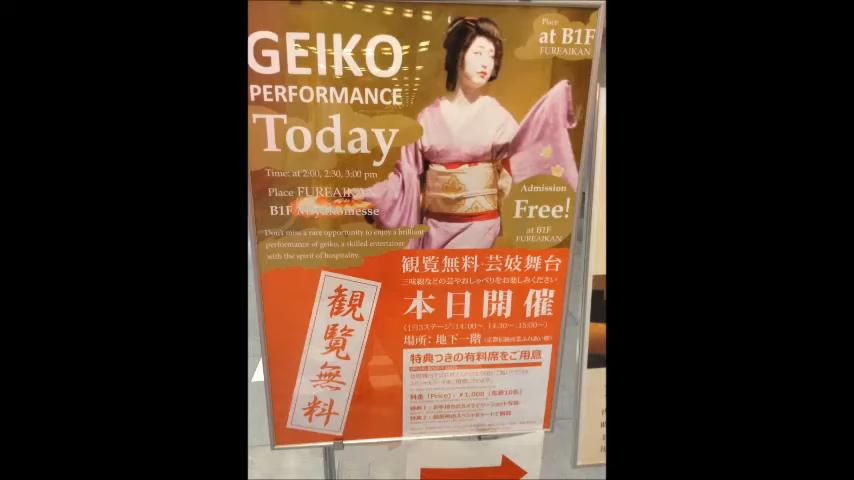 GEIKO
PERFORMANCE
Today
Place
at B1F
FUREAIKAN
Time: at 2:00, 2:30, 3:00 pm
Place FUREAIKAN
B1F Miyakomesse
Don't miss a rare opportunity to enjoy a brilliant
performance of geiko, a skilled entertainer
with the spirit of hospitality.
Admission
Free!
at B1F
FUREAIKAN
観覧無料
観覧無料 芸妓舞台
三味線などの芸やおしゃべりをお楽しみください
本日開催
(1日3ステージ:14:00~、14:30~、15:00~)
場所: 地下一階
特典つきの有料席をご用意
料金(Price):¥1,000